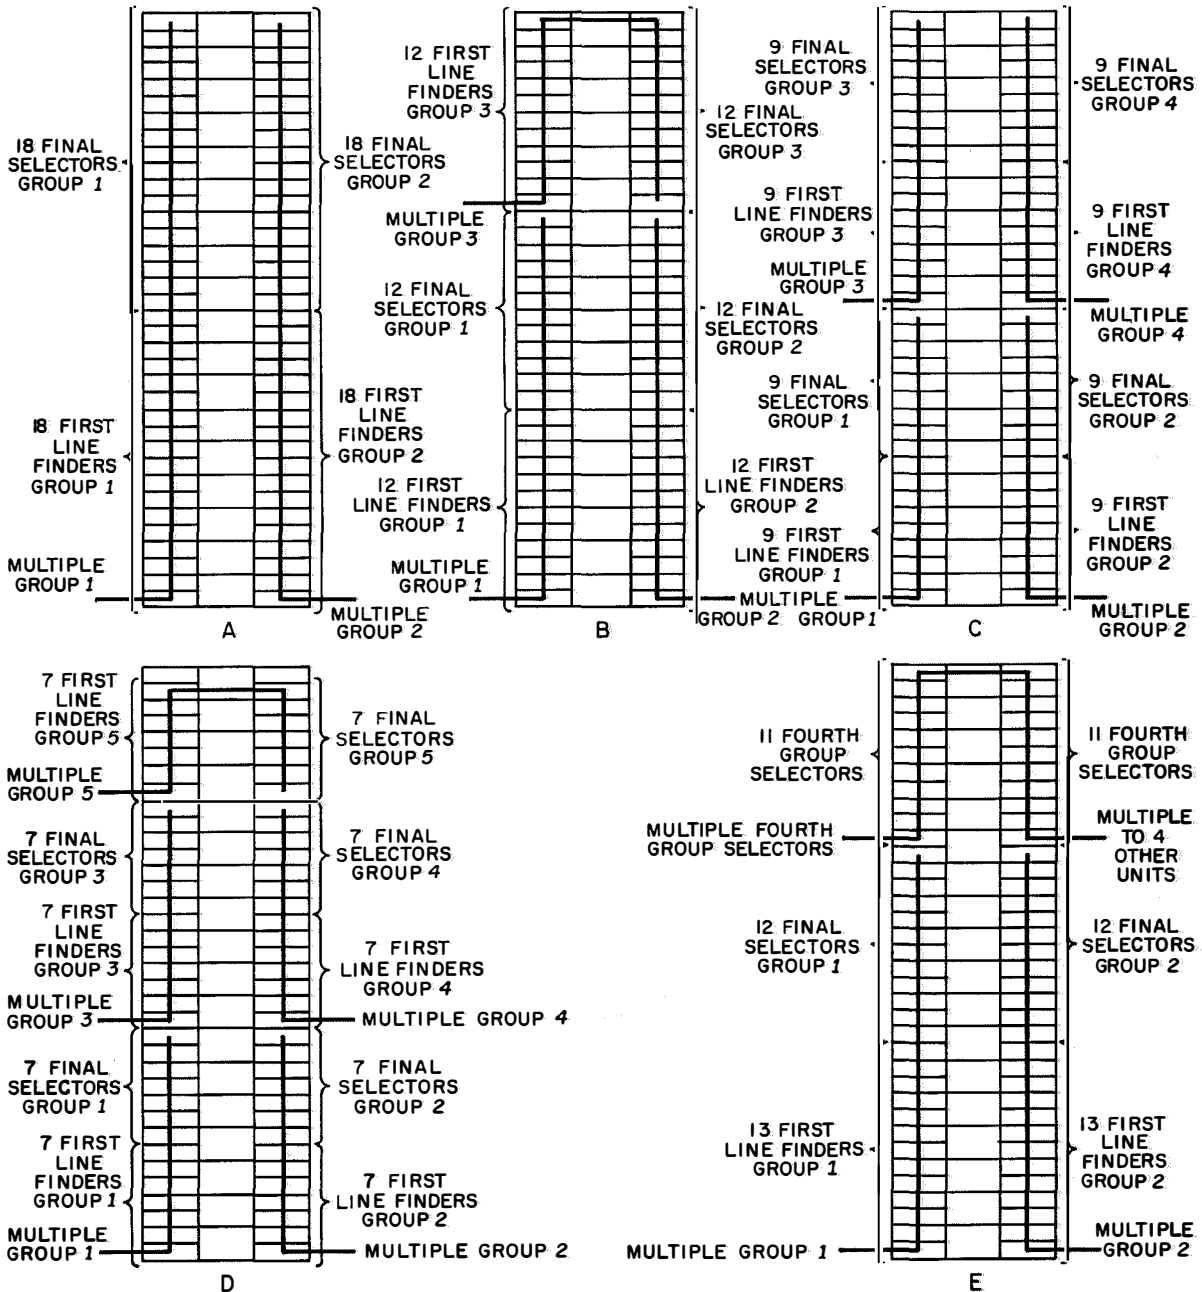 18 FINAL
SELECTORS
GROUP 1
18 FIRST
LINE
FINDERS
GROUP 1
MULTIPLE
GROUP 1
18 FINAL
SELECTORS
GROUP 2
18 FIRST
LINE
FINDERS
GROUP 2
MULTIPLE
GROUP 2
A
12 FIRST
LINE
FINDERS
GROUP 3
MULTIPLE
GROUP 3
12 FINAL
SELECTORS
GROUP 1
12 FIRST
LINE FINDERS
GROUP 1
MULTIPLE
GROUP 1
12 FINAL
SELECTORS
GROUP 3
12 FINAL
SELECTORS
GROUP 2
12 FIRST
LINE FINDERS
GROUP 2
MULTIPLE
GROUP 2
B
9 FINAL
SELECTORS
GROUP 3
9 FIRST
LINE FINDERS
GROUP 3
MULTIPLE
GROUP 3
9 FINAL
SELECTORS
GROUP 1
9 FIRST
LINE FINDERS
GROUP 1
GROUP 1
9 FINAL
SELECTORS
GROUP 4
9 FIRST
LINE
FINDERS
GROUP 4
MULTIPLE
GROUP 4
9 FINAL
SELECTORS
GROUP 2
9 FIRST
LINE
FINDERS
GROUP 2
MULTIPLE
GROUP 2
C
7 FIRST
LINE
FINDERS
GROUP 5
MULTIPLE
GROUP 5
7 FINAL
SELECTORS
GROUP 3
7 FIRST
LINE
FINDERS
GROUP 3
MULTIPLE
GROUP 3
7 FINAL
SELECTORS
GROUP 1
7 FIRST
LINE
FINDERS
GROUP 1
MULTIPLE
GROUP 1
7 FINAL
SELECTORS
GROUP 5
7 FINAL
SELECTORS
GROUP 4
7 FIRST
LINE FINDERS
GROUP 4
MULTIPLE GROUP 4
7 FINAL
SELECTORS
GROUP 2
7 FIRST
LINE FINDERS
GROUP 2
MULTIPLE GROUP 2
D
11 FOURTH
GROUP
SELECTORS
MULTIPLE FOURTH
GROUP SELECTORS
12 FINAL
SELECTORS
GROUP 1
13 FIRST
LINE FINDERS
GROUP 1
MULTIPLE GROUP 1
11 FOURTH
GROUP
SELECTORS
MULTIPLE
TO 4
OTHER
UNITS
12 FINAL
SELECTORS
GROUP 2
13 FIRST
LINE
FINDERS
GROUP 2
MULTIPLE
GROUP 2
E